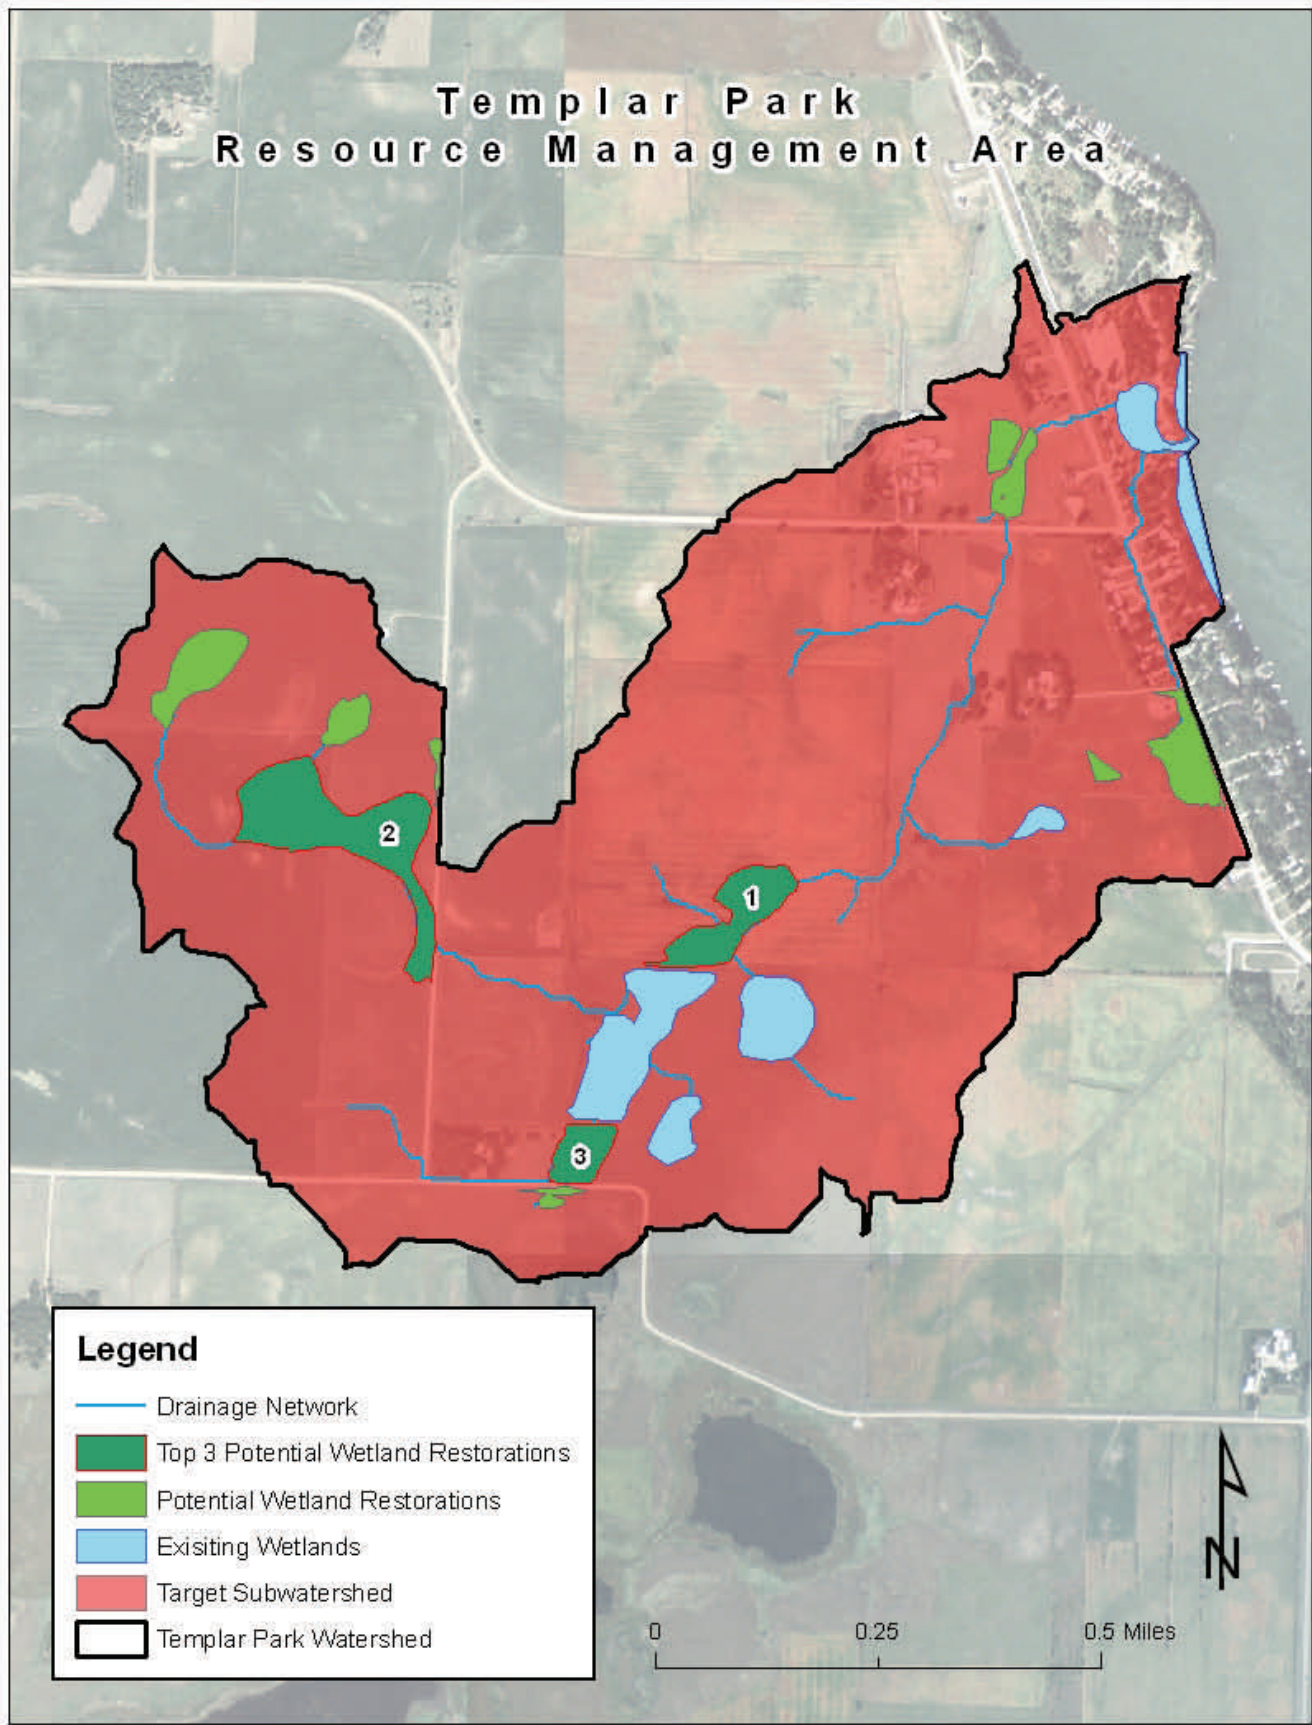 Templar Park
Resource Management Area
2
1
3
Legend
Drainage Network
Top 3 Potential Wetland Restorations
Potential Wetland Restorations
Exisiting Wetlands
Target Subwatershed
Templar Park Watershed
0 0.25 0.5 Miles
N